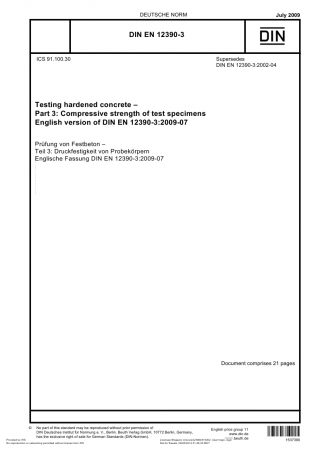 DEUTSCHE NORM
July 2009
DIN EN 12390-3
DIN
ICS 91.100.30
Supersedes
DIN EN 12390-3:2002-04
Testing hardened concrete –
Part 3: Compressive strength of test specimens
English version of DIN EN 12390-3:2009-07
Prüfung von Festbeton –
Teil 3: Druckfestigkeit von Probekörpern
Englische Fassung DIN EN 12390-3:2009-07
Document comprises 21 pages
© No part of this standard may be reproduced without prior permission of
DIN Deutsches Institut für Normung e. V., Berlin. Beuth Verlag GmbH, 10772 Berlin, Germany,
has the exclusive right of sale for German Standards (DIN-Normen).
English price group 11
www.din.de
www.beuth.de